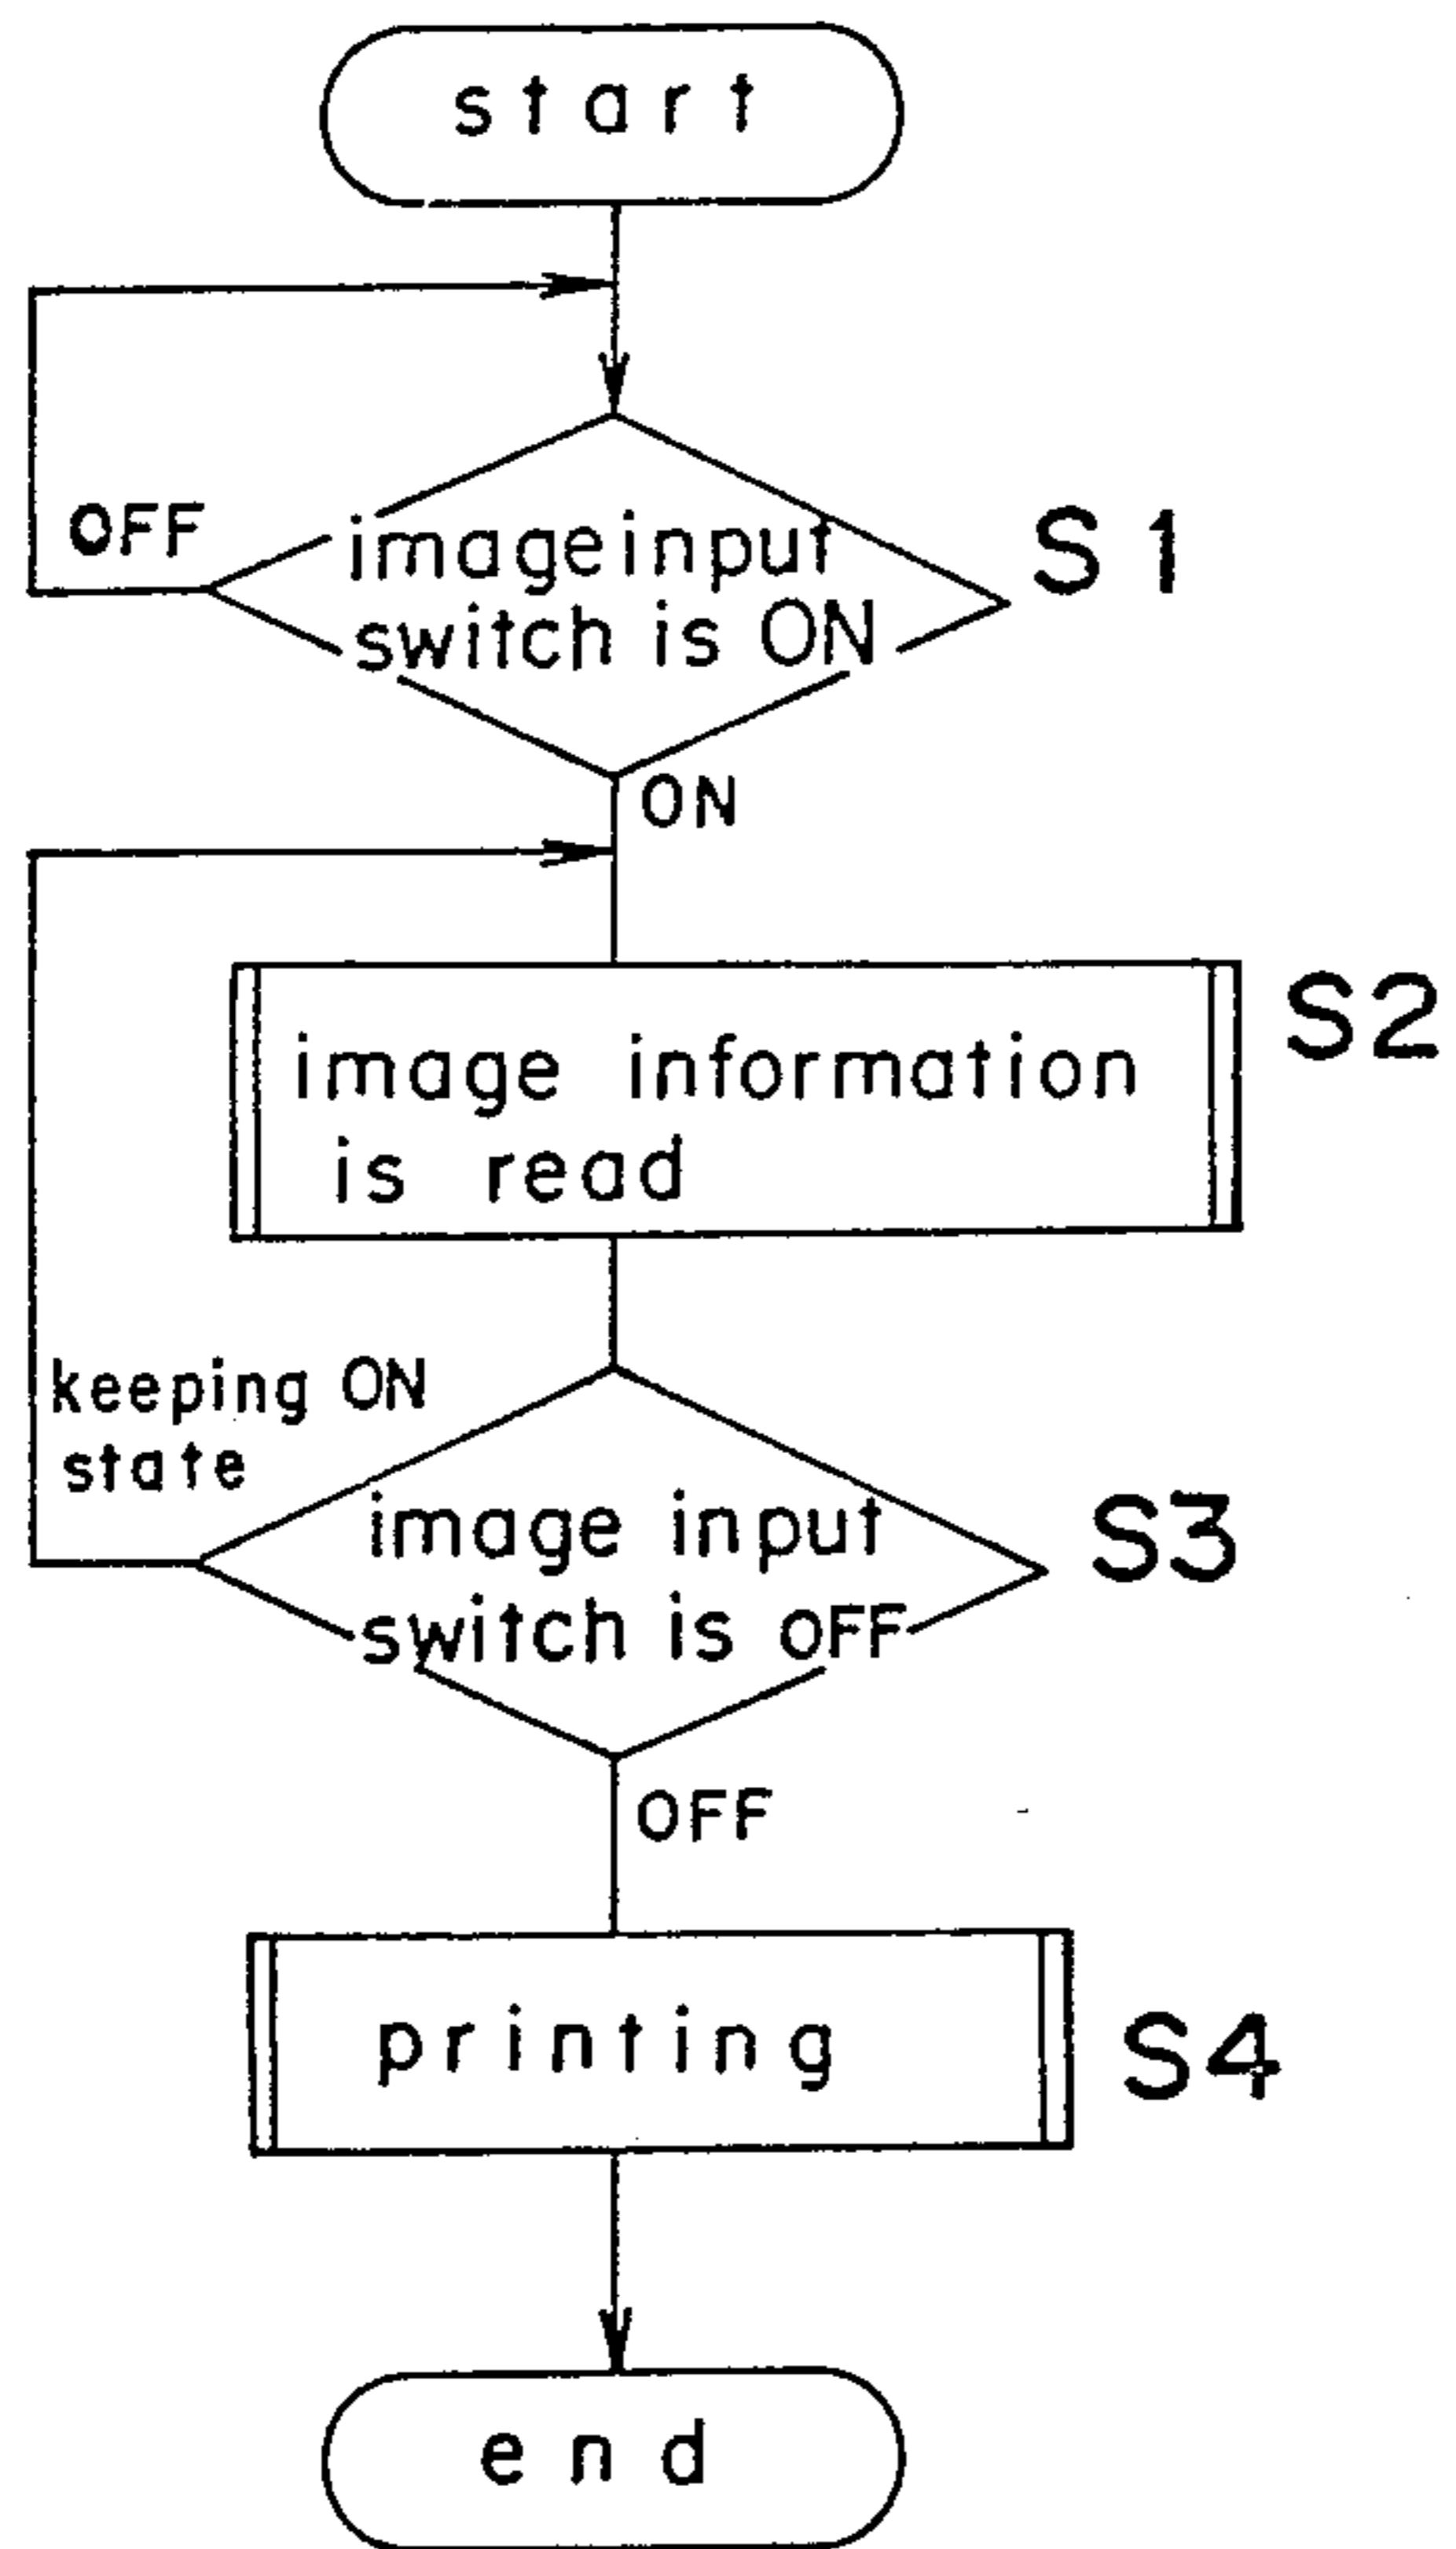 start
OFF
imageinput
switch is ON
S1
ON
image information
is read
S2
keeping ON
state
image input
switch is OFF
S3
OFF
printing
S4
end